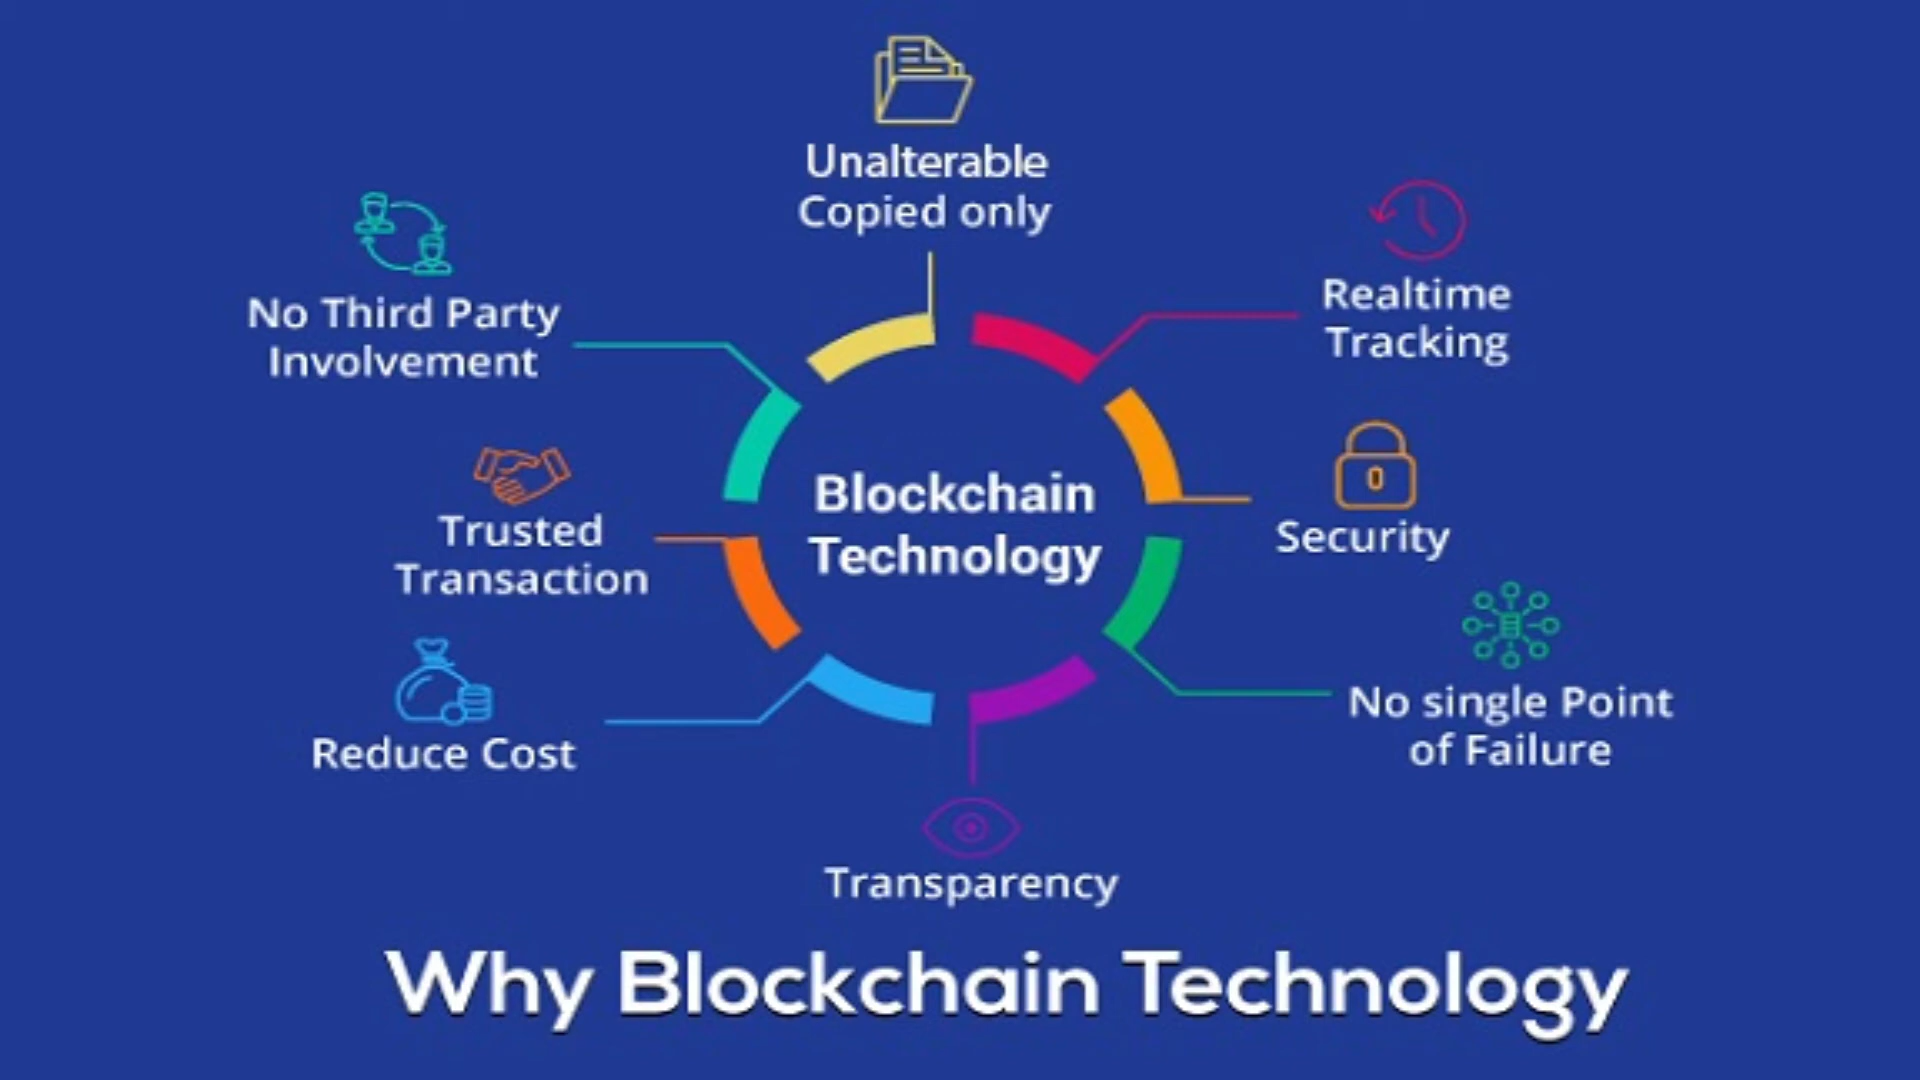 Unalterable
Copied only
Realtime
Tracking
No Third Party
Involvement
Blockchain
Technology
Security
Trusted
Transaction
No single Point
of Failure
Reduce Cost
Transparency
Why Blockchain Technology